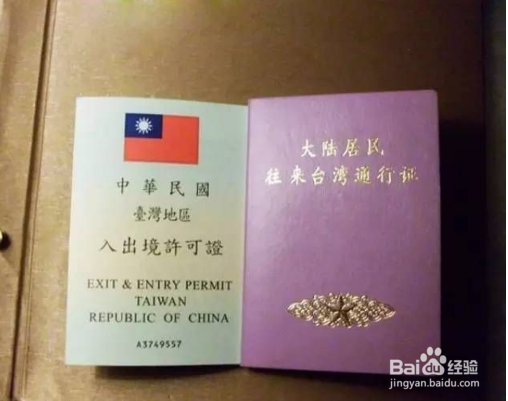 中華民國
臺灣地區
入出境許可證
EXIT & ENTRY PERMIT
TAIWAN
REPUBLIC OF CHINA
A3749557
大陆居民
往来台湾通行证
Baidu经验
jingyan.baidu.com